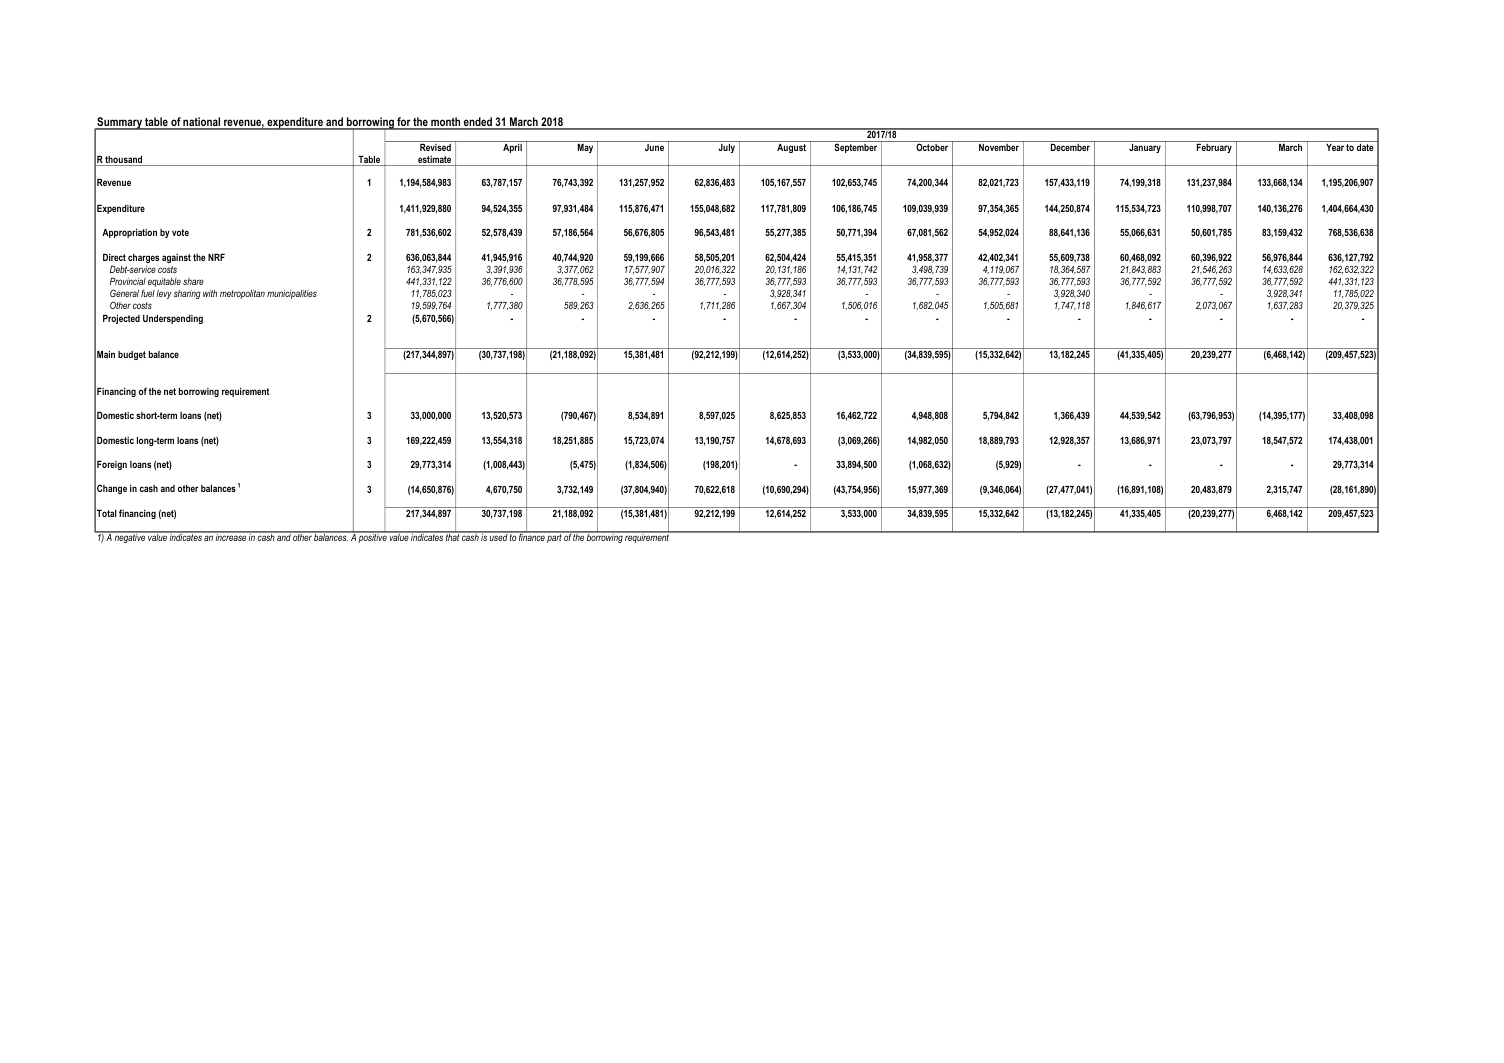 Summary table of national revenue, expenditure and borrowing for the month ended 31 March 2018
2017/18
R thousand Table Revised estimate April May June July August September October November December January February March Year to date
Revenue 1 1,194,584,983 63,787,157 76,743,392 131,257,952 62,836,483 105,167,557 102,653,745 74,200,344 82,021,723 157,433,119 74,199,318 131,237,984 133,668,134 1,195,206,907
Expenditure 1,411,929,880 94,524,355 97,931,484 115,876,471 155,048,682 117,781,809 106,186,745 109,039,939 97,354,365 144,250,874 115,534,723 110,998,707 140,136,276 1,404,664,430
Appropriation by vote 2 781,536,602 52,578,439 57,186,564 56,676,805 96,543,481 55,277,385 50,771,394 67,081,562 54,952,024 88,641,136 55,066,631 50,601,785 83,159,432 768,536,638
Direct charges against the NRF 2 636,063,844 41,945,916 40,744,920 59,199,666 58,505,201 62,504,424 55,415,351 41,958,377 42,402,341 55,609,738 60,468,092 60,396,922 56,976,844 636,127,792
Debt-service costs 163,347,935 3,391,936 3,377,062 17,577,907 20,016,322 20,131,186 14,131,742 3,498,739 4,119,067 18,364,587 21,843,883 21,546,263 14,633,628 162,632,322
Provincial equitable share 441,331,122 36,776,600 36,778,595 36,777,594 36,777,593 36,777,593 36,777,593 36,777,593 36,777,593 36,777,593 36,777,592 36,777,592 36,777,592 441,331,123
General fuel levy sharing with metropolitan municipalities 11,785,023 - - - - 3,928,341 - - - 3,928,340 - - 3,928,341 11,785,022
Other costs 19,599,764 1,777,380 589,263 2,636,265 1,711,286 1,667,304 1,506,016 1,682,045 1,505,681 1,747,118 1,846,617 2,073,067 1,637,283 20,379,325
Projected Underspending 2 (5,670,566) - - - - - - - - - - - - -
Main budget balance (217,344,897) (30,737,198) (21,188,092) 15,381,481 (92,212,199) (12,614,252) (3,533,000) (34,839,595) (15,332,642) 13,182,245 (41,335,405) 20,239,277 (6,468,142) (209,457,523)
Financing of the net borrowing requirement
Domestic short-term loans (net) 3 33,000,000 13,520,573 (790,467) 8,534,891 8,597,025 8,625,853 16,462,722 4,948,808 5,794,842 1,366,439 44,539,542 (63,796,953) (14,395,177) 33,408,098
Domestic long-term loans (net) 3 169,222,459 13,554,318 18,251,885 15,723,074 13,190,757 14,678,693 (3,069,266) 14,982,050 18,889,793 12,928,357 13,686,971 23,073,797 18,547,572 174,438,001
Foreign loans (net) 3 29,773,314 (1,008,443) (5,475) (1,834,506) (198,201) - 33,894,500 (1,068,632) (5,929) - - - - 29,773,314
Change in cash and other balances ¹ 3 (14,650,876) 4,670,750 3,732,149 (37,804,940) 70,622,618 (10,690,294) (43,754,956) 15,977,369 (9,346,064) (27,477,041) (16,891,108) 20,483,879 2,315,747 (28,161,890)
Total financing (net) 217,344,897 30,737,198 21,188,092 (15,381,481) 92,212,199 12,614,252 3,533,000 34,839,595 15,332,642 (13,182,245) 41,335,405 (20,239,277) 6,468,142 209,457,523
1) A negative value indicates an increase in cash and other balances. A positive value indicates that cash is used to finance part of the borrowing requirement